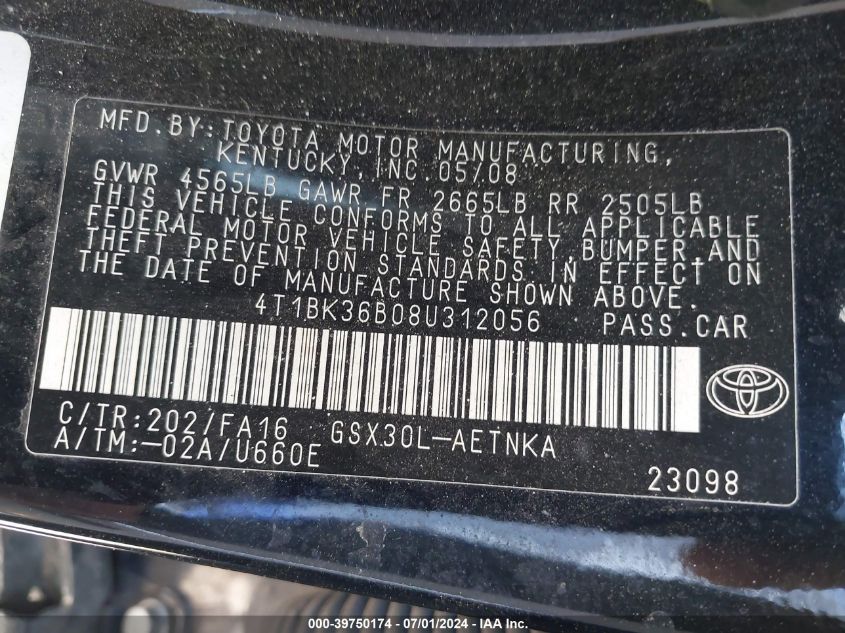 MFD. BY: TOYOTA MOTOR MANUFACTURING,
KENTUCKY, INC. 05/08
GVWR 4565LB GAWR FR 2665LB RR 2505LB
THIS VEHICLE CONFORMS TO ALL APPLICABLE
FEDERAL MOTOR VEHICLE SAFETY, BUMPER, AND
THEFT PREVENTION STANDARDS IN EFFECT ON
THE DATE OF MANUFACTURE SHOWN ABOVE.
4T1BK36B08U312056 PASS. CAR
C/TR: 202/FA16 GSX30L-AETNKA
A/TM: -02A/U660E
23098
000-39750174 / 07/01/2024 / IAA Inc.